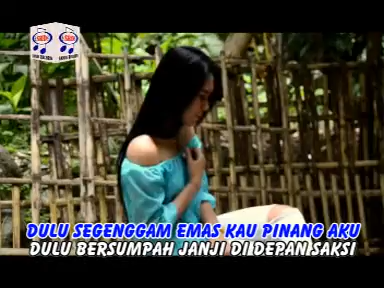 DULU SEGENGGAM EMAS KAU PINANG AKU
DULU BERSUMPAH JANJI DI DEPAN SAKSI